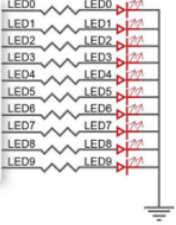 LED0 LED0
LED1 LED1
LED2 LED2
LED3 LED3
LED4 LED4
LED5 LED5
LED6 LED6
LED7 LED7
LED8 LED8
LED9 LED9